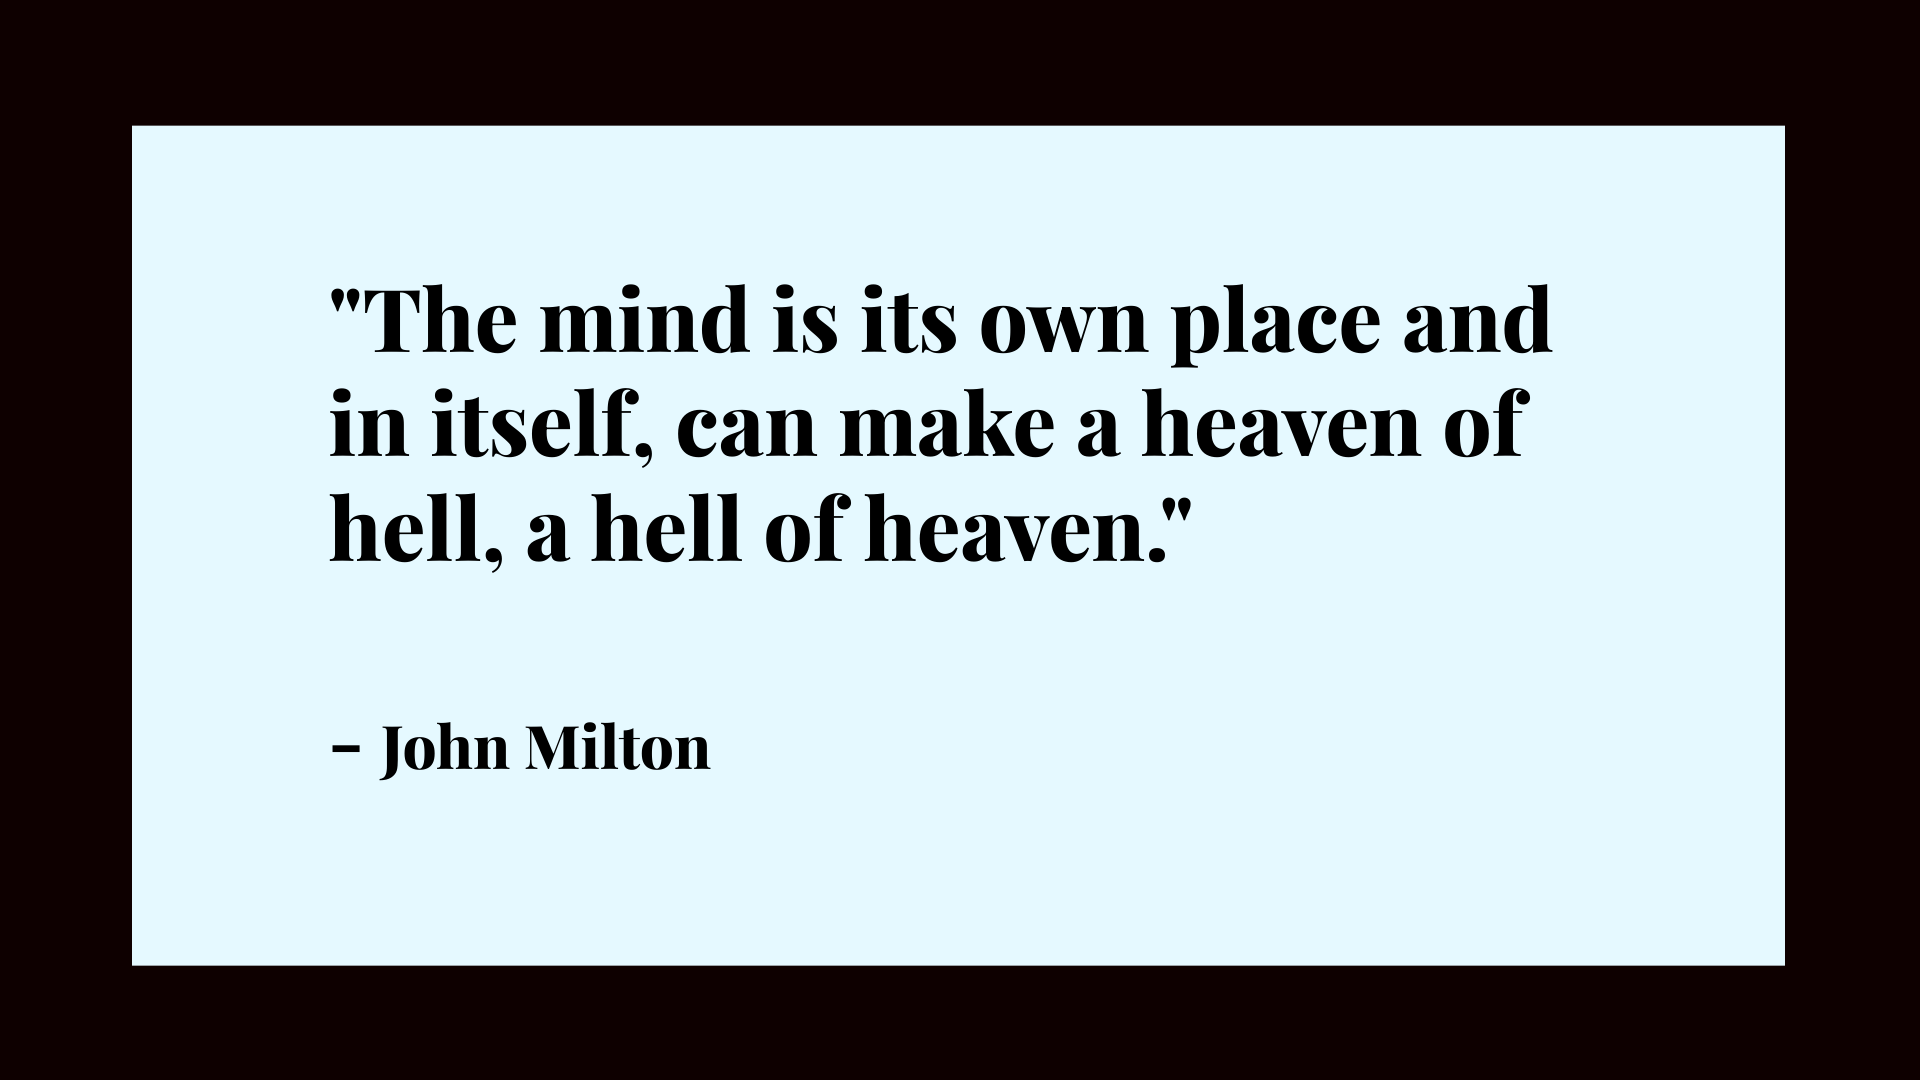 "The mind is its own place and
in itself, can make a heaven of
hell, a hell of heaven."
– John Milton